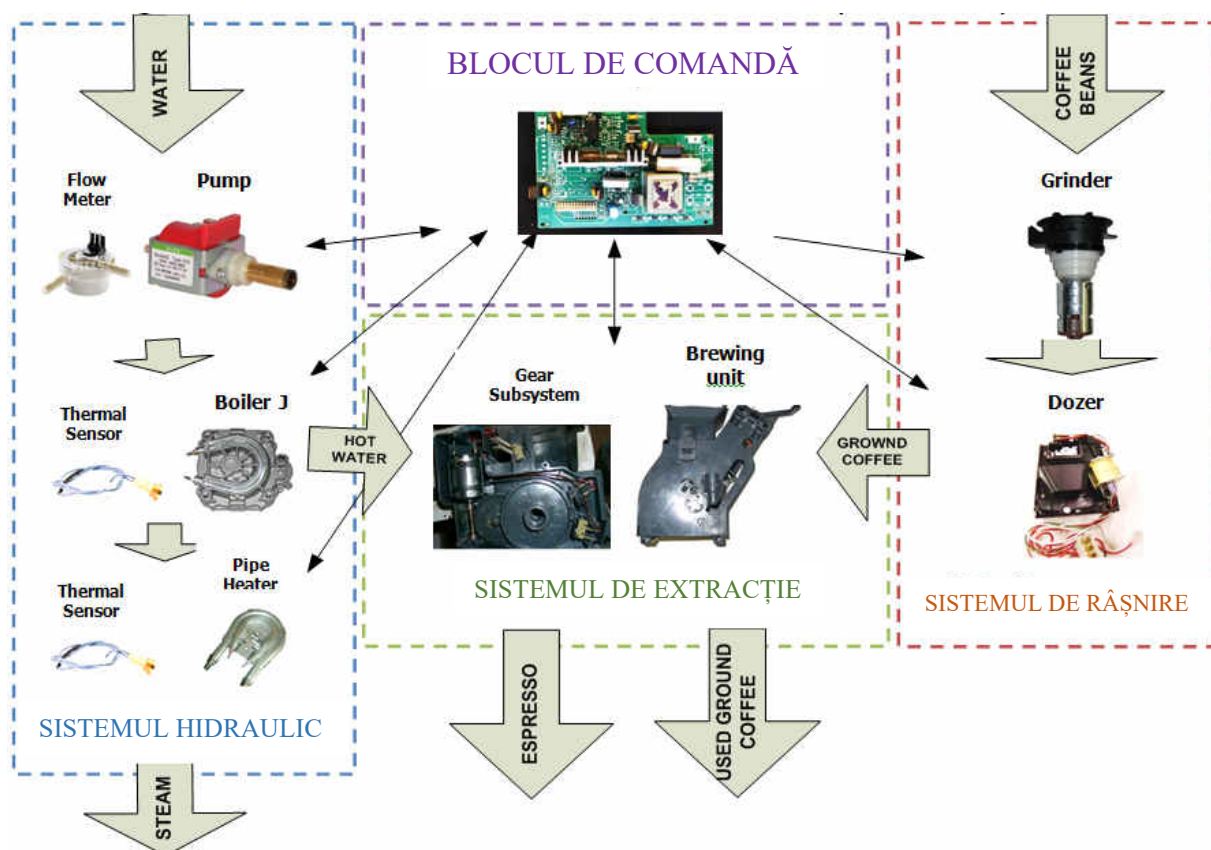 WATER
Flow
Meter
Pump
BLOCUL DE COMANDĂ
COFFEE
BEANS
Grinder
Thermal
Sensor
Boiler J
HOT
WATER
Gear
Subsystem
Brewing
unit
GROWND
COFFEE
Dozer
Thermal
Sensor
Pipe
Heater
SISTEMUL DE EXTRACȚIE
SISTEMUL DE RÂȘNIRE
SISTEMUL HIDRAULIC
ESPRESSO
USED GROUND
COFFEE
STEAM